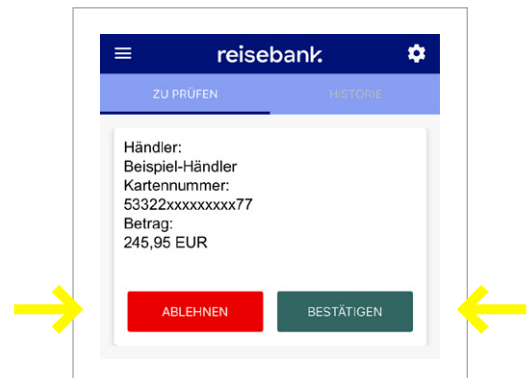 reisebank.
ZU PRÜFEN
HISTORIE
Händler:
Beispiel-Händler
Kartennummer:
53322xxxxxxxxx77
Betrag:
245,95 EUR
ABLEHNEN
BESTÄTIGEN